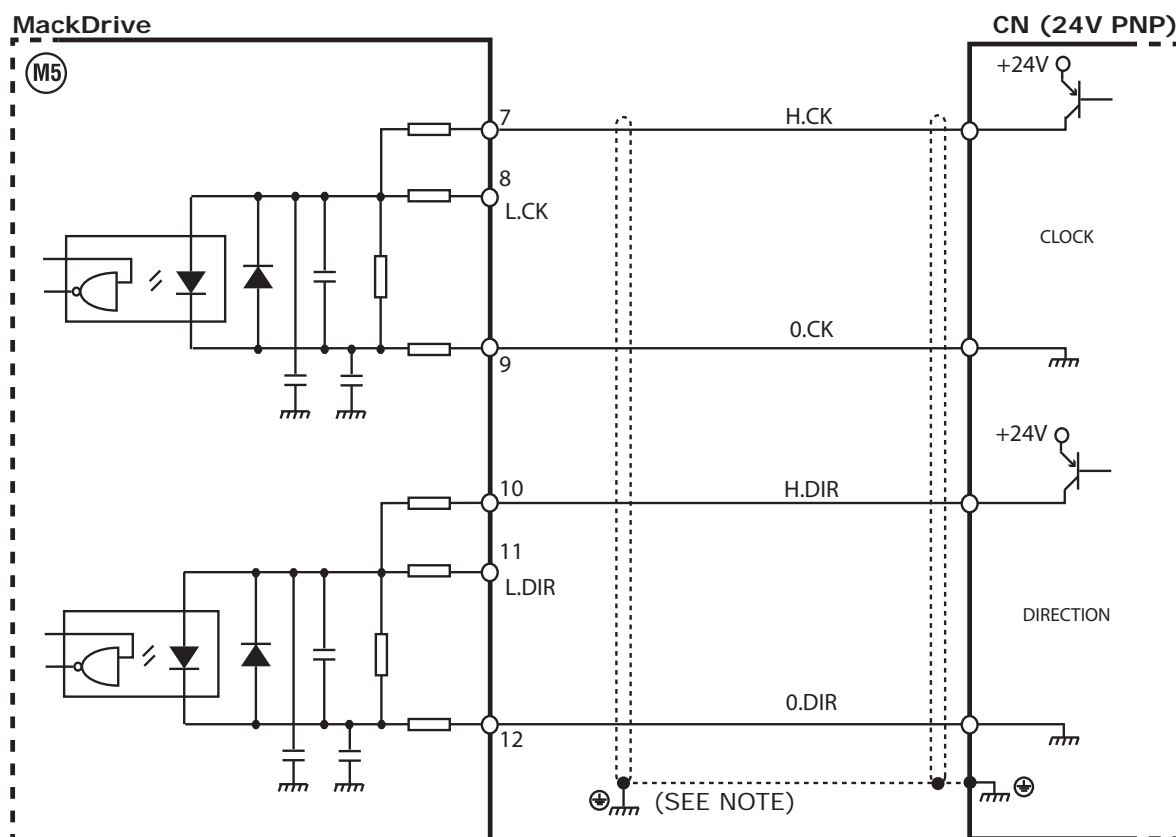 MackDrive
CN (24V PNP)
M5
+24V
7
H.CK
8
L.CK
CLOCK
0.CK
9
+24V
10
H.DIR
11
L.DIR
DIRECTION
0.DIR
12
(SEE NOTE)